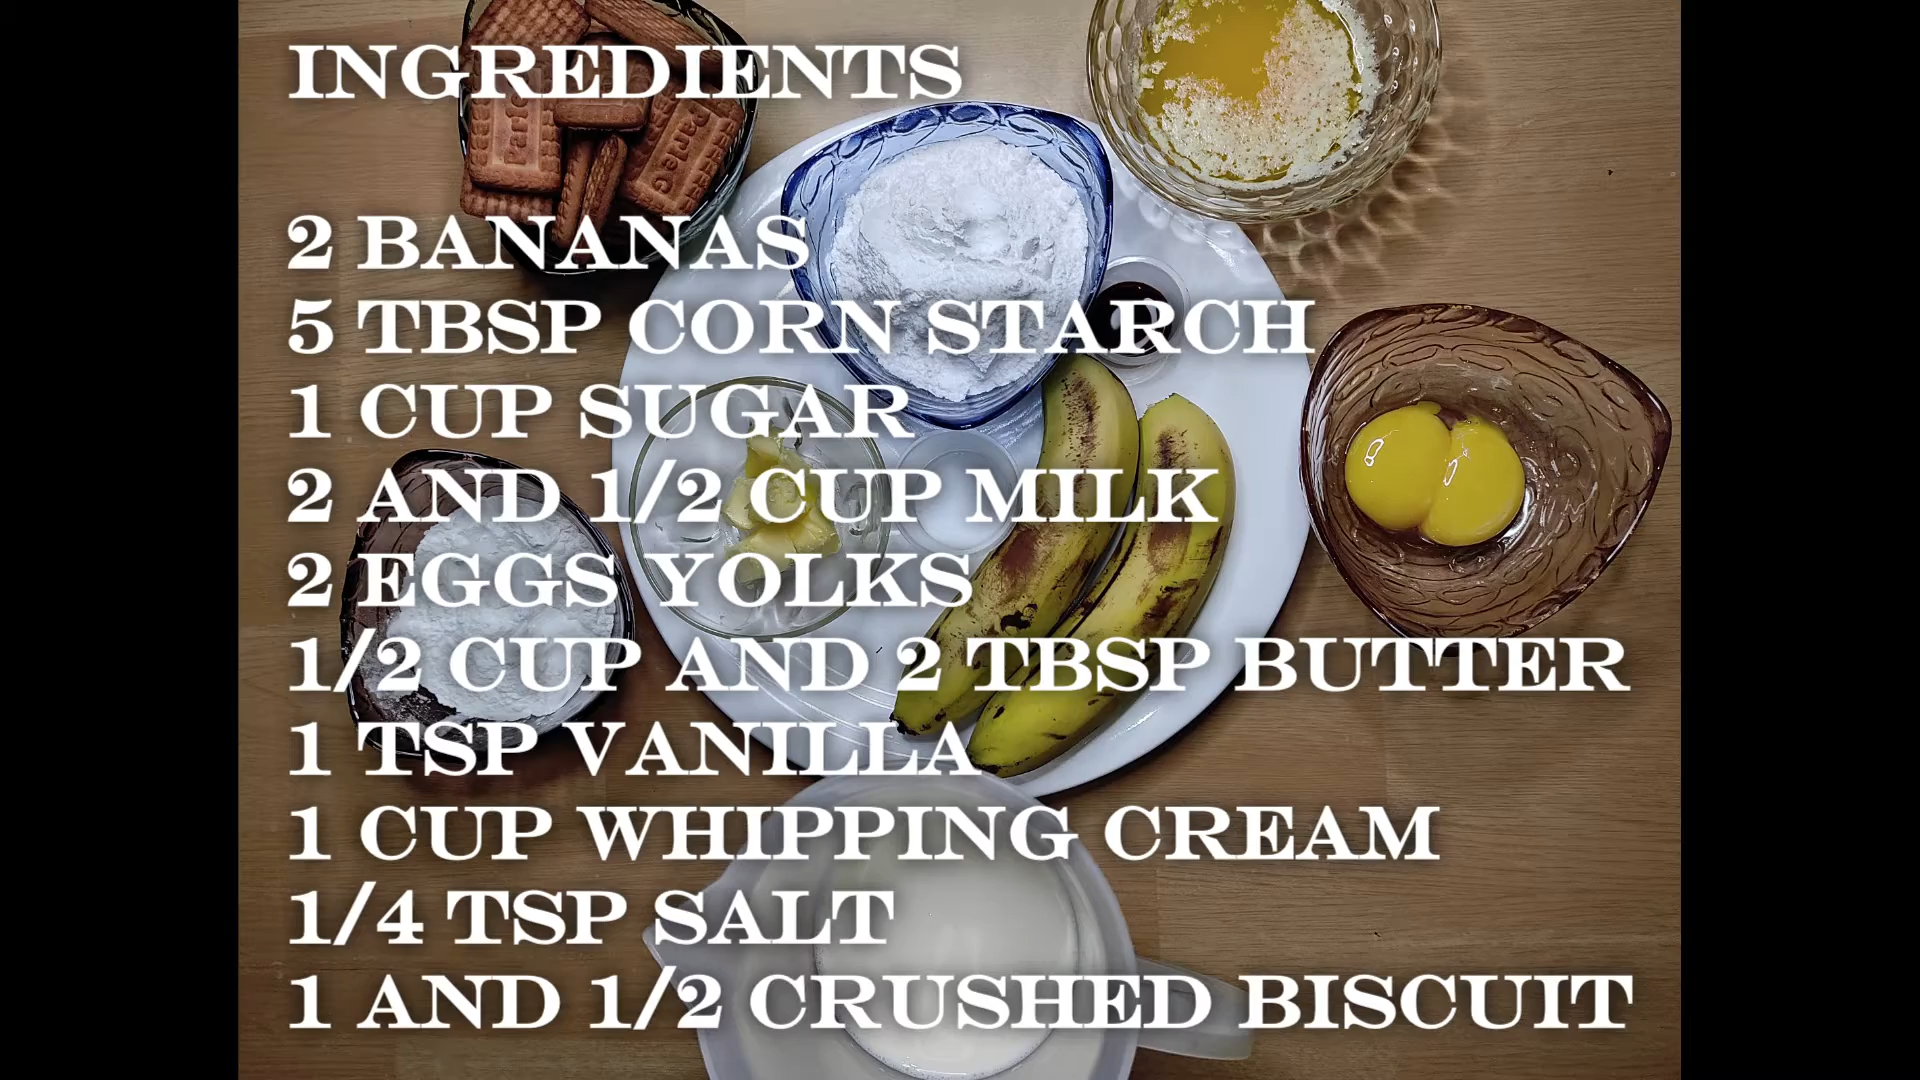 INGREDIENTS
2 BANANAS
5 TBSP CORN STARCH
1 CUP SUGAR
2 AND 1/2 CUP MILK
2 EGGS YOLKS
1/2 CUP AND 2 TBSP BUTTER
1 TSP VANILLA
1 CUP WHIPPING CREAM
1/4 TSP SALT
1 AND 1/2 CRUSHED BISCUIT
Parle-G